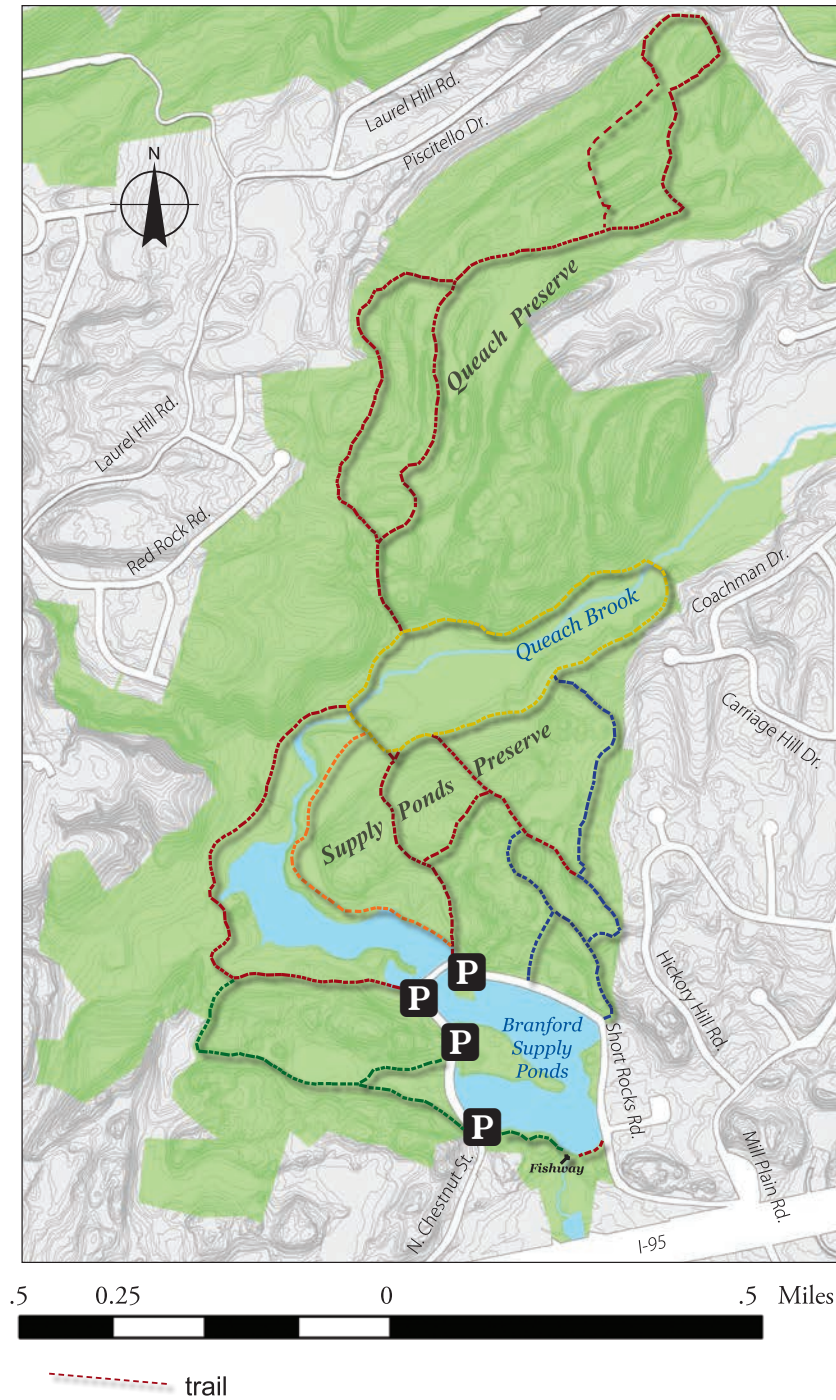 Laurel Hill Rd.
Piscitello Dr.
N
Queach Preserve
Laurel Hill Rd.
Red Rock Rd.
Coachman Dr.
Queach Brook
Carriage Hill Dr.
Supply Ponds Preserve
P
P
Hickory Hill Rd.
Branford
Supply
Ponds
P
Short Rocks Rd.
P
Fishway
Mill Plain Rd.
N. Chestnut St.
I-95
.5 0.25 0 .5 Miles
trail